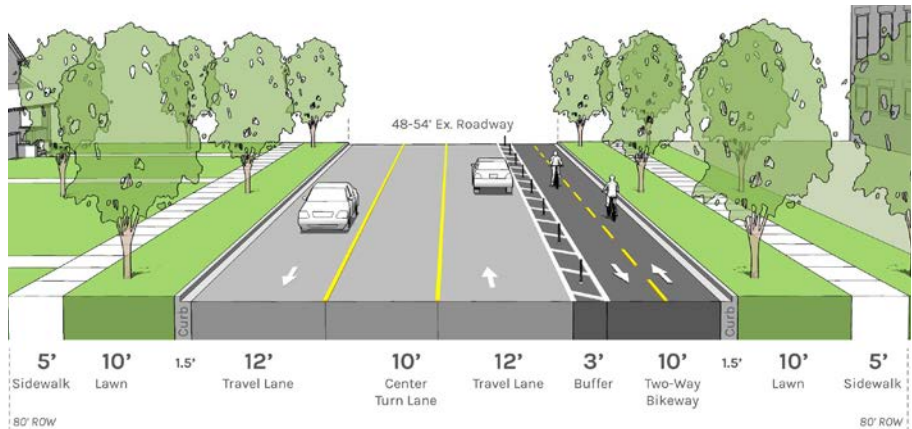 48-54' Ex. Roadway
Curb
Curb
5' 10' 1.5' 12' 10' 12' 3' 10' 1.5' 10' 5'
Sidewalk Lawn Travel Lane Center Travel Lane Buffer Two-Way Lawn Sidewalk
Turn Lane Bikeway
80' ROW 80' ROW